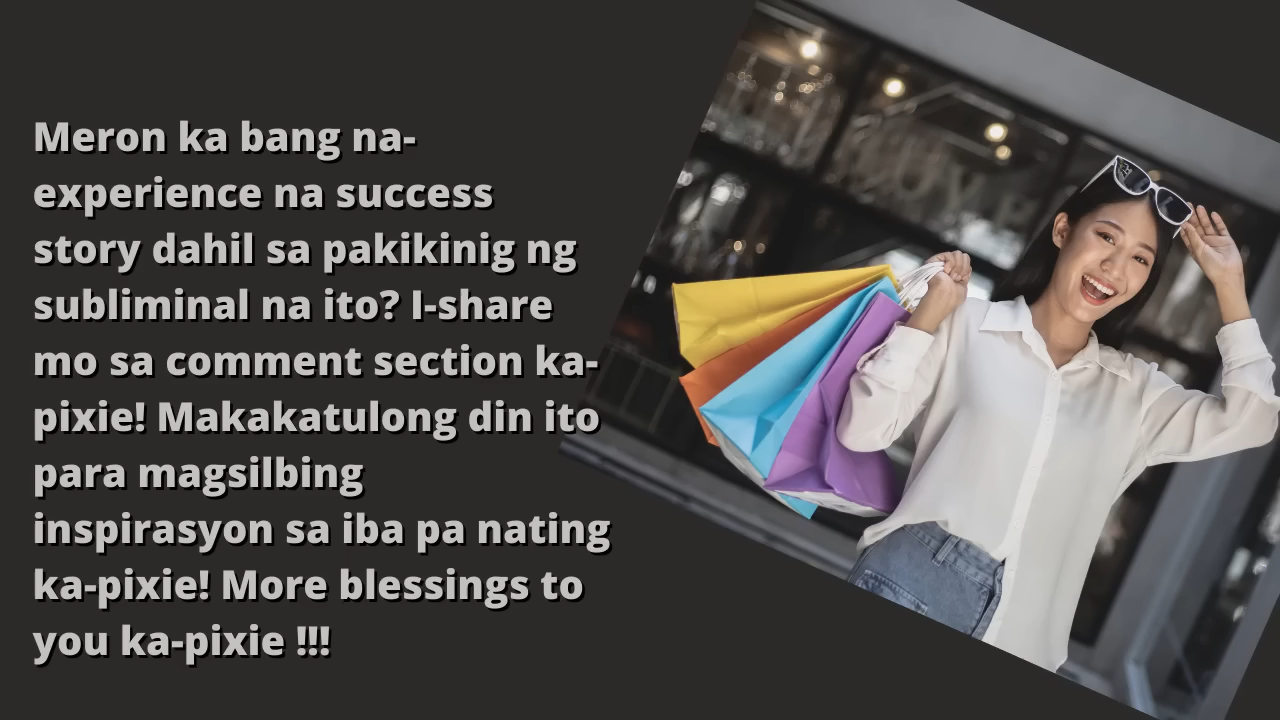 Meron ka bang na-
experience na success
story dahil sa pakikinig ng
subliminal na ito? I-share
mo sa comment section ka-
pixie! Makakatulong din ito
para magsilbing
inspirasyon sa iba pa nating
ka-pixie! More blessings to
you ka-pixie !!!